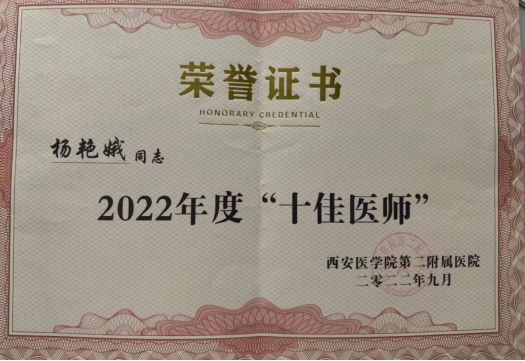 荣誉证书
HONORARY CREDENTIAL
杨艳娥 同志
2022年度“十佳医师”
西安医学院第二附属医院
二零二二年九月